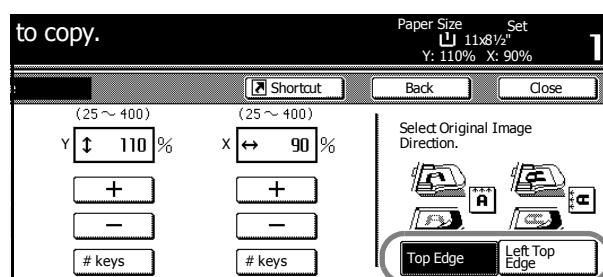 to copy.
Paper Size Set
11x8½"
Y: 110% X: 90%
1
e
Shortcut
Back
Close
(25～400)
(25～400)
Y 110 %
X 90 %
Select Original Image
Direction.
A
A
A
+
+
−
−
# keys
# keys
Top Edge
Left Top
Edge